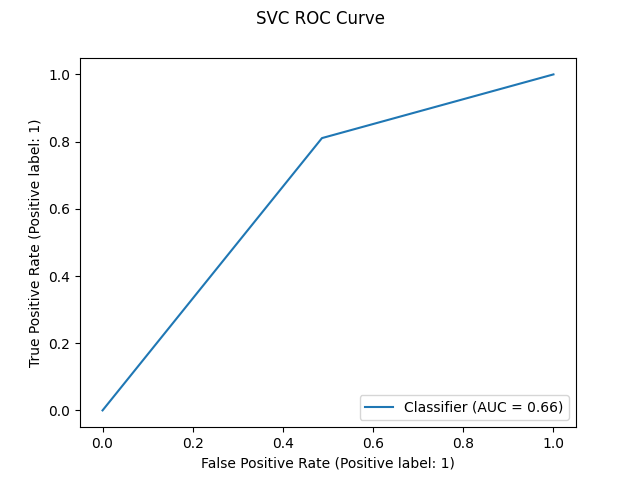 SVC ROC Curve
1.0
0.8
0.6
0.4
0.2
0.0
True Positive Rate (Positive label: 1)
Classifier (AUC = 0.66)
0.0 0.2 0.4 0.6 0.8 1.0
False Positive Rate (Positive label: 1)